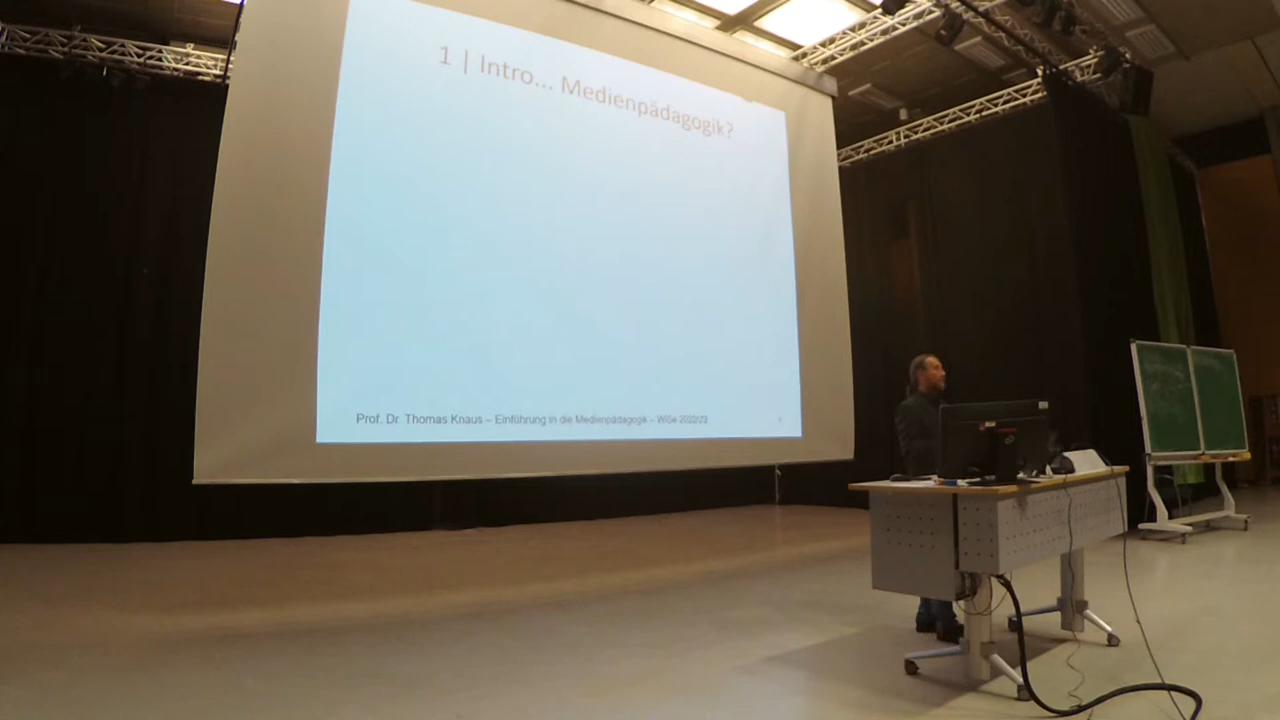 1 | Intro... Medienpädagogik?
Prof. Dr. Thomas Knaus – Einführung in die Medienpädagogik – WiSe 2022/23